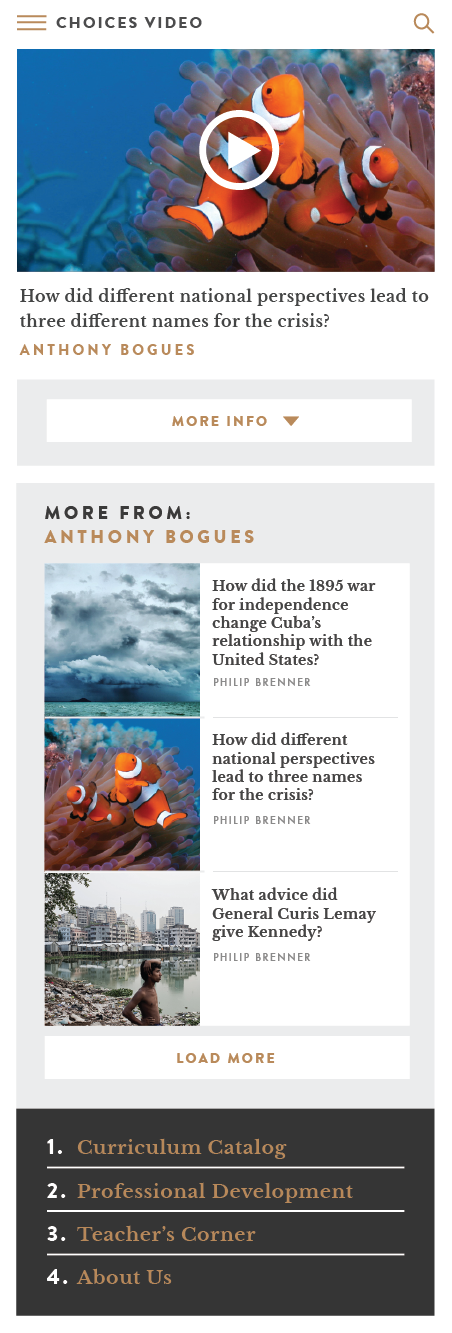 CHOICES VIDEO
How did different national perspectives lead to
three different names for the crisis?
ANTHONY BOGUES
MORE INFO
MORE FROM:
ANTHONY BOGUES
How did the 1895 war
for independence
change Cuba’s
relationship with the
United States?
PHILIP BRENNER
How did different
national perspectives
lead to three names
for the crisis?
PHILIP BRENNER
What advice did
General Curis Lemay
give Kennedy?
PHILIP BRENNER
LOAD MORE
1. Curriculum Catalog
2. Professional Development
3. Teacher’s Corner
4. About Us